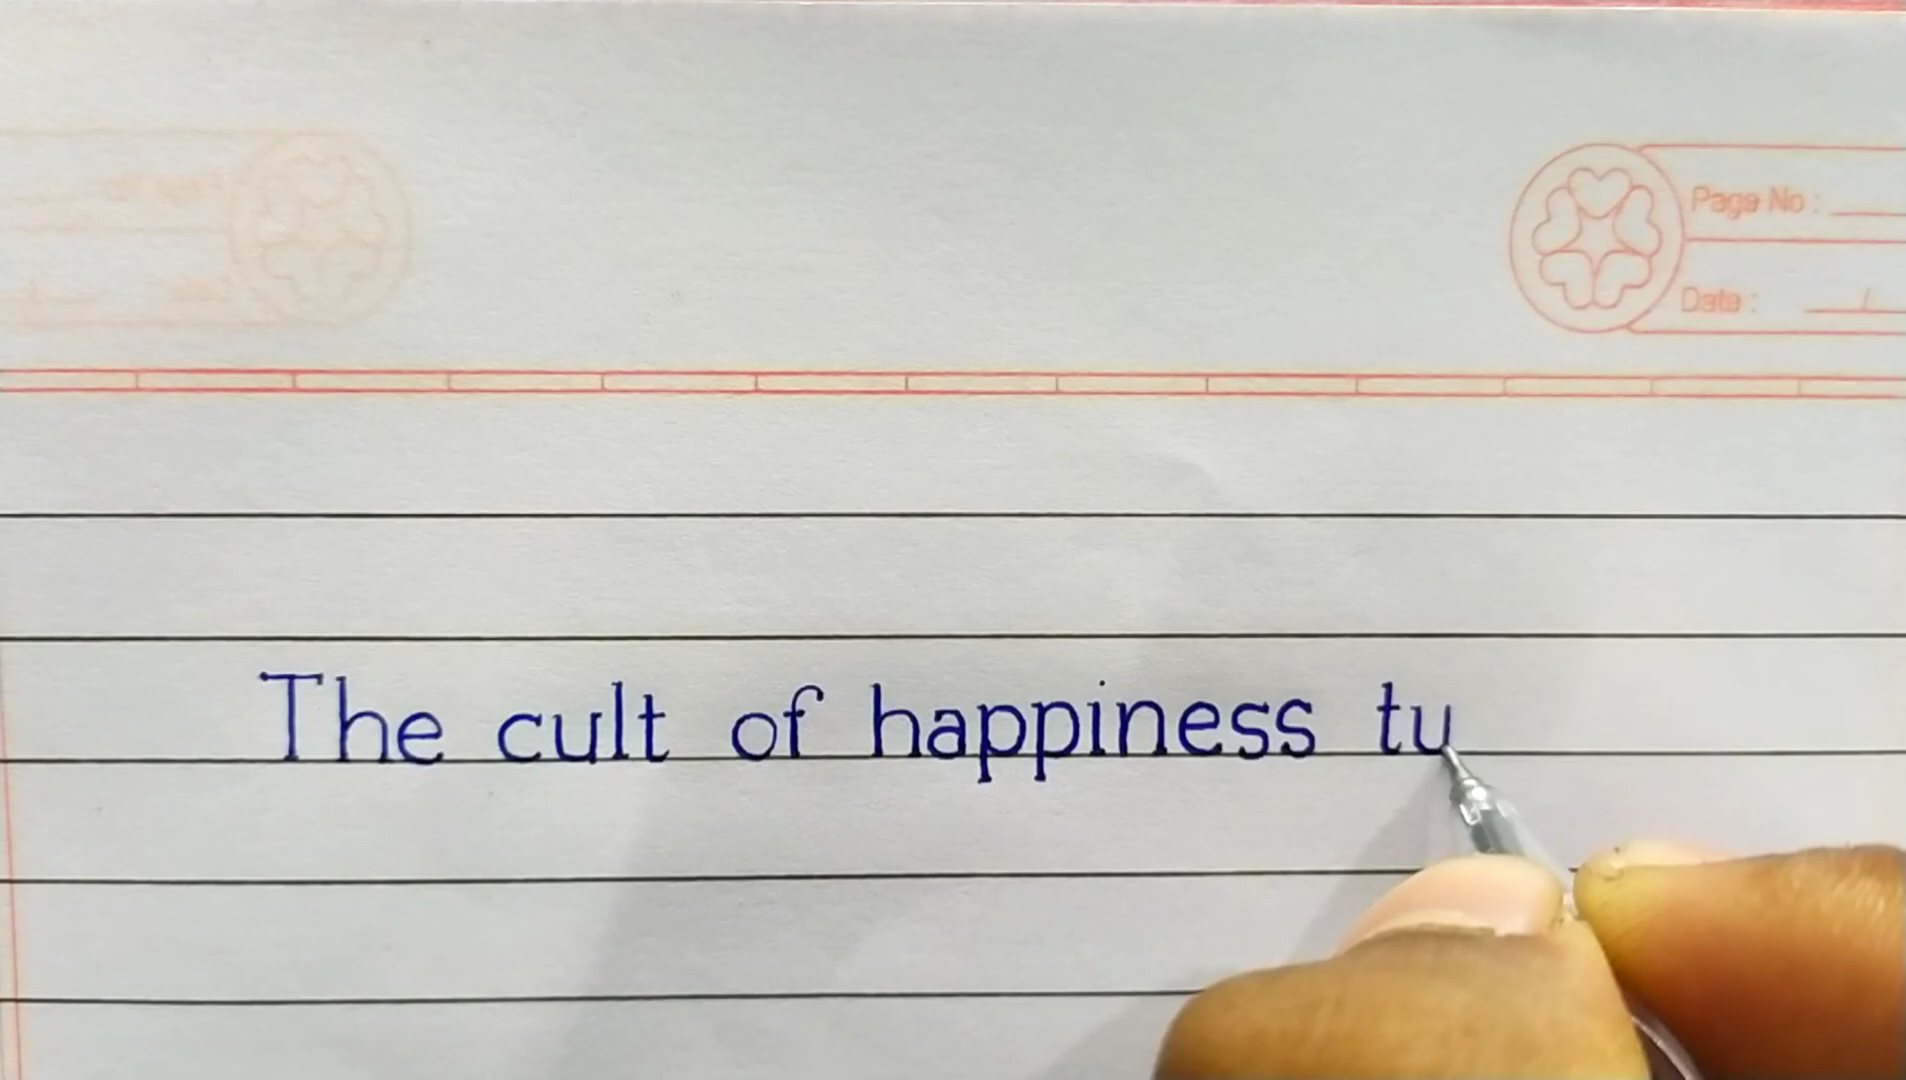 Page No :
Date : /
The cult of happiness tu